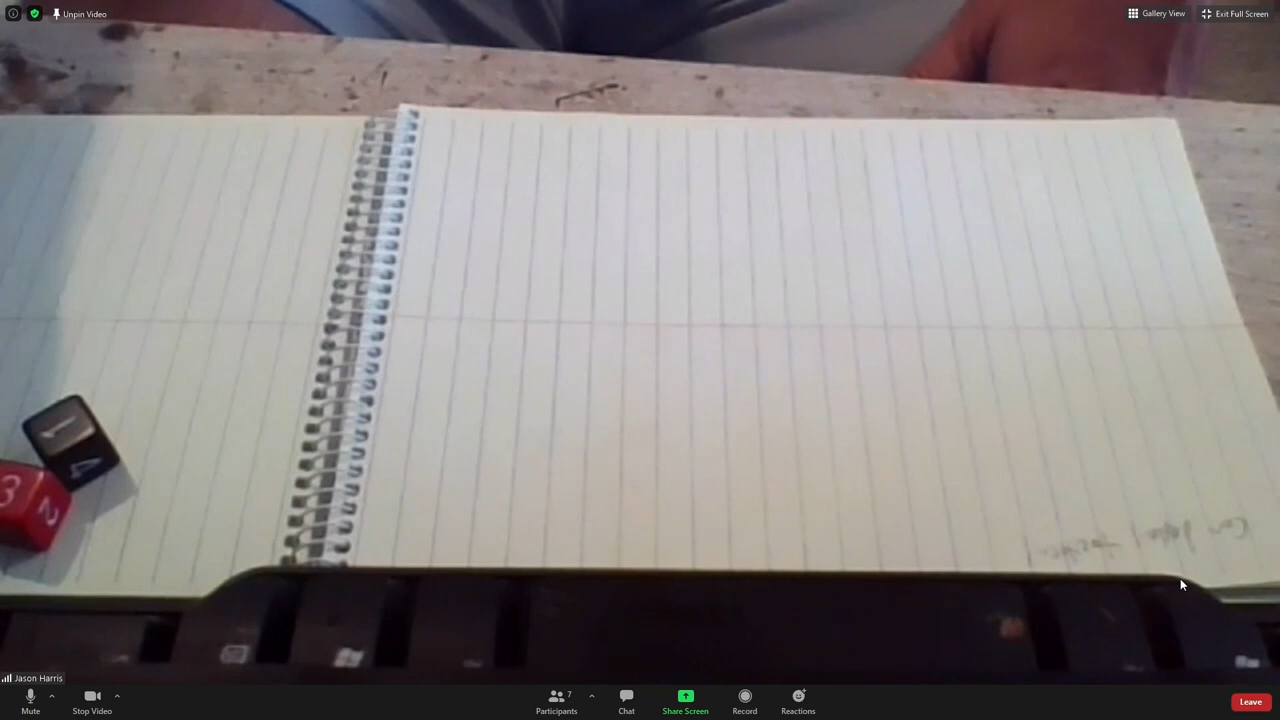 Unpin Video
Gallery View
Exit Full Screen
1
4
3
2
Jason Harris
Mute
Stop Video
Participants
7
Chat
Share Screen
Record
Reactions
Leave